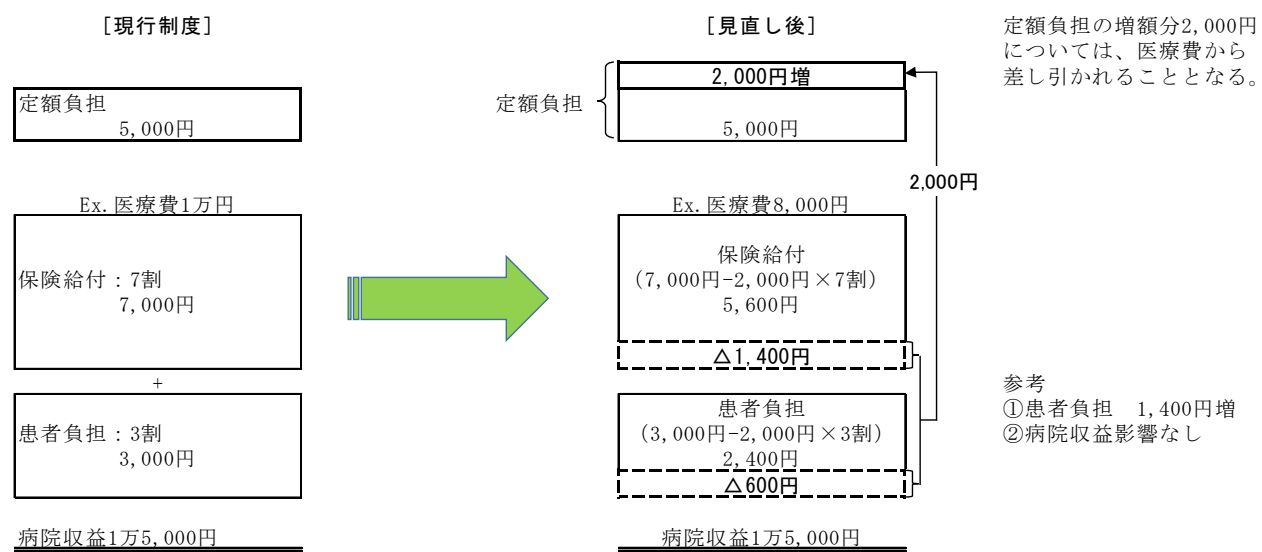 [現行制度]
定額負担
5,000円
Ex.医療費1万円
保険給付：7割
7,000円
+
患者負担：3割
3,000円
病院収益1万5,000円
[見直し後]
定額負担
2,000円増
5,000円
2,000円
Ex.医療費8,000円
保険給付
(7,000円-2,000円×7割)
5,600円
△1,400円
患者負担
(3,000円-2,000円×3割)
2,400円
△600円
病院収益1万5,000円
定額負担の増額分2,000円
については、医療費から
差し引かれることとなる。
参考
①患者負担　1,400円増
②病院収益影響なし